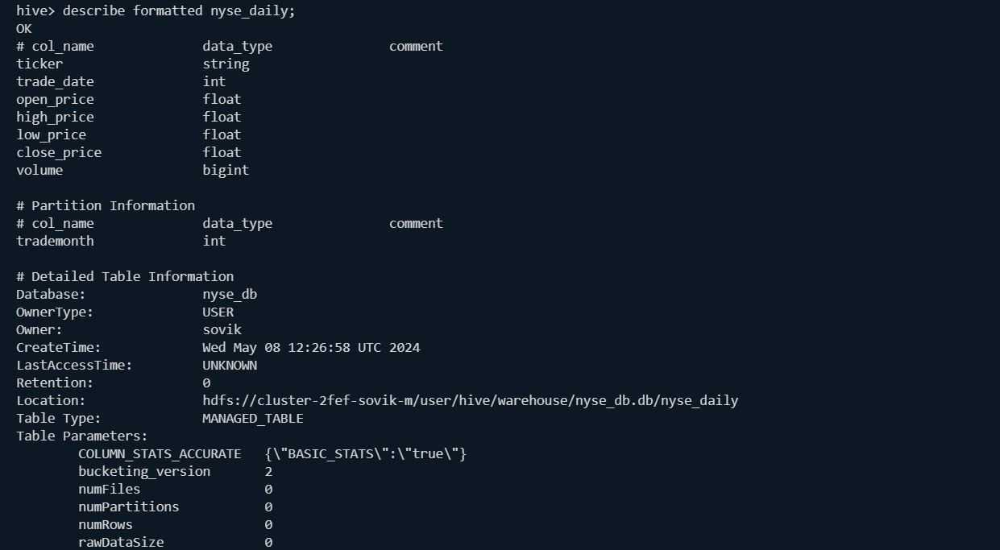 hive> describe formatted nyse_daily;
OK
# col_name data_type comment
ticker string
trade_date int
open_price float
high_price float
low_price float
close_price float
volume bigint
# Partition Information
# col_name data_type comment
trademonth int
# Detailed Table Information
Database: nyse_db
OwnerType: USER
Owner: sovik
CreateTime: Wed May 08 12:26:58 UTC 2024
LastAccessTime: UNKNOWN
Retention: 0
Location: hdfs://cluster-2fef-sovik-m/user/hive/warehouse/nyse_db.db/nyse_daily
Table Type: MANAGED_TABLE
Table Parameters:
COLUMN_STATS_ACCURATE {\"BASIC_STATS\":\"true\"}
bucketing_version 2
numFiles 0
numPartitions 0
numRows 0
rawDataSize 0